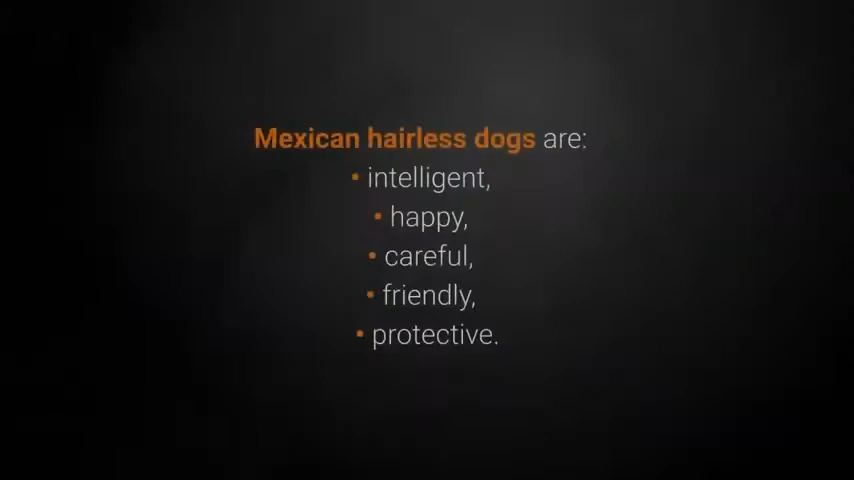 Mexican hairless dogs are:
• intelligent,
• happy,
• careful,
• friendly,
• protective.